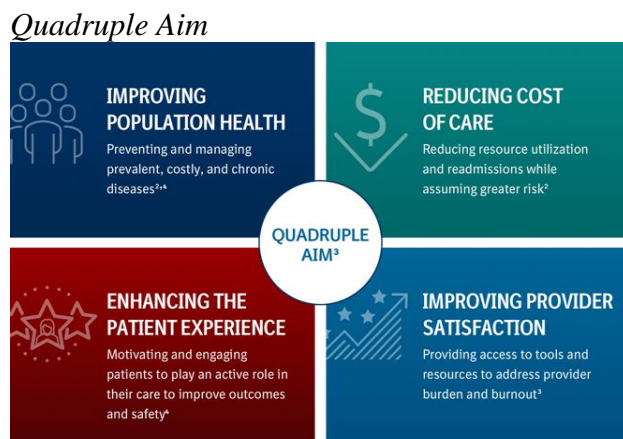 Quadruple Aim
IMPROVING
POPULATION HEALTH
Preventing and managing
prevalent, costly, and chronic
diseases²,⁴
REDUCING COST
OF CARE
Reducing resource utilization
and readmissions while
assuming greater risk²
QUADRUPLE
AIM³
ENHANCING THE
PATIENT EXPERIENCE
Motivating and engaging
patients to play an active role in
their care to improve outcomes
and safety⁴
IMPROVING PROVIDER
SATISFACTION
Providing access to tools and
resources to address provider
burden and burnout³